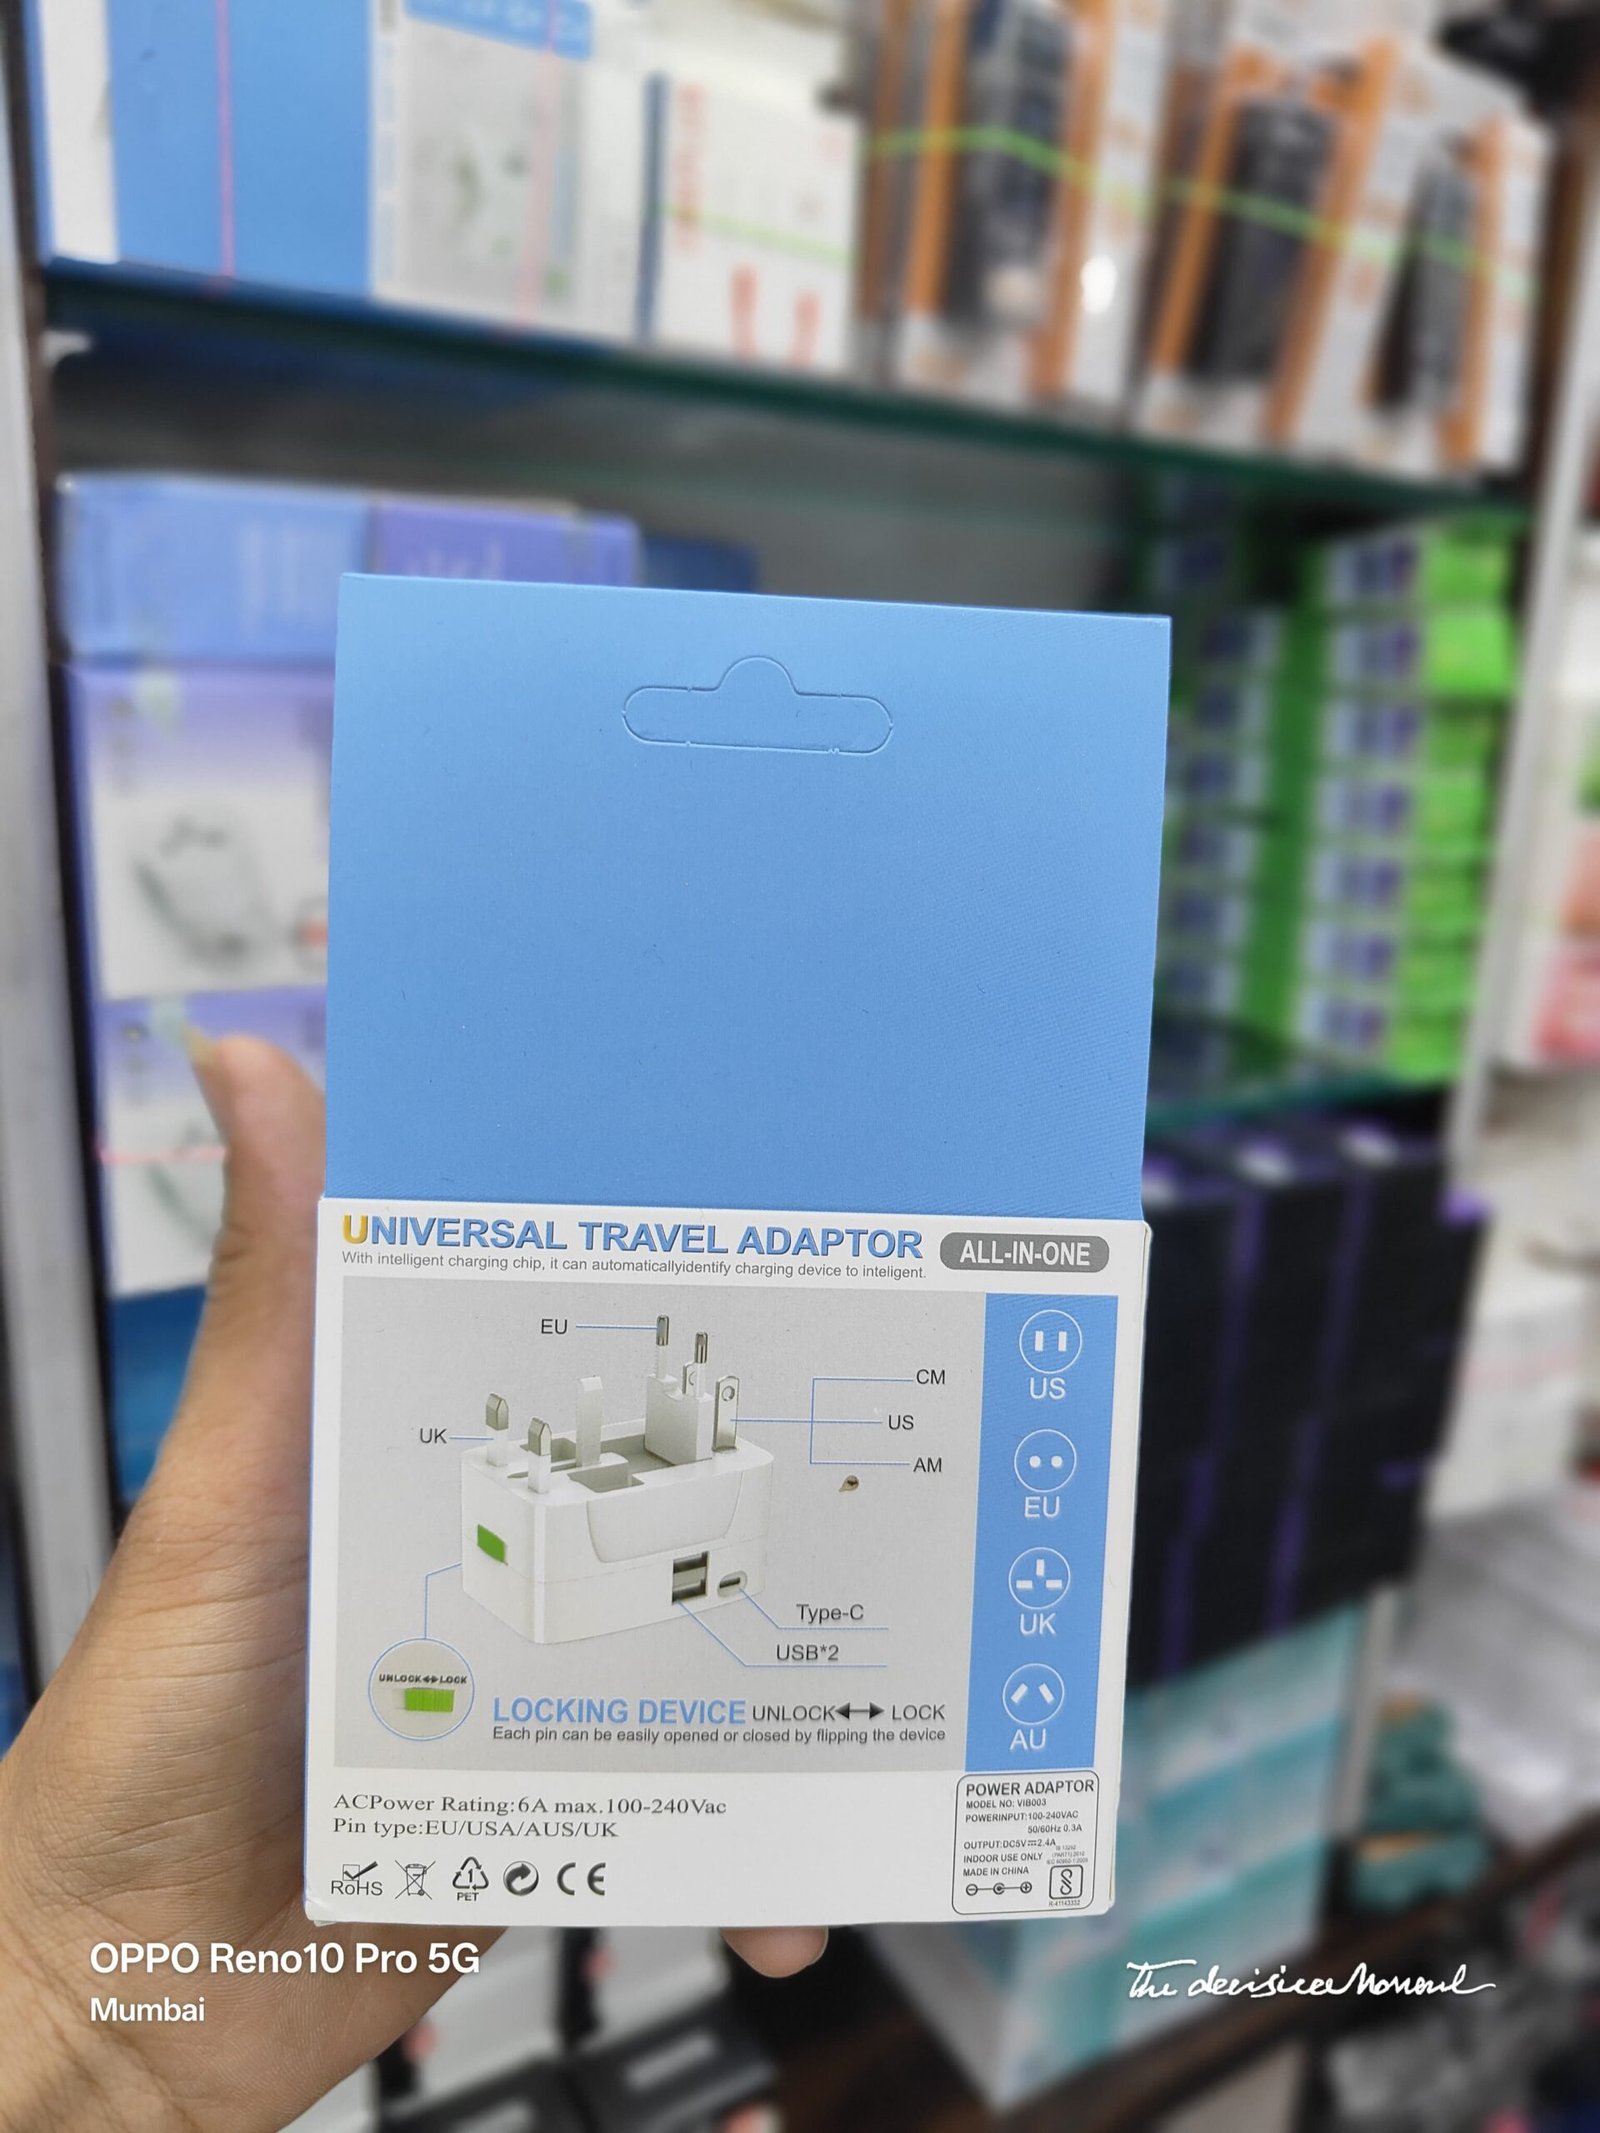 UNIVERSAL TRAVEL ADAPTOR
ALL-IN-ONE
With intelligent charging chip, it can automaticallyidentify charging device to inteligent.
EU
CM
US
AM
UK
Type-C
USB*2
UNLOCK LOCK
LOCKING DEVICE UNLOCK LOCK
Each pin can be easily opened or closed by flipping the device
US
EU
UK
AU
ACPower Rating:6A max.100-240Vac
Pin type:EU/USA/AUS/UK
RoHS
1
PET
CE
POWER ADAPTOR
MODEL NO: VIB003
POWERINPUT:100-240VAC
50/60Hz 0.3A
OUTPUT:DC5V⎓2.4A
INDOOR USE ONLY
MADE IN CHINA
OPPO Reno10 Pro 5G
Mumbai